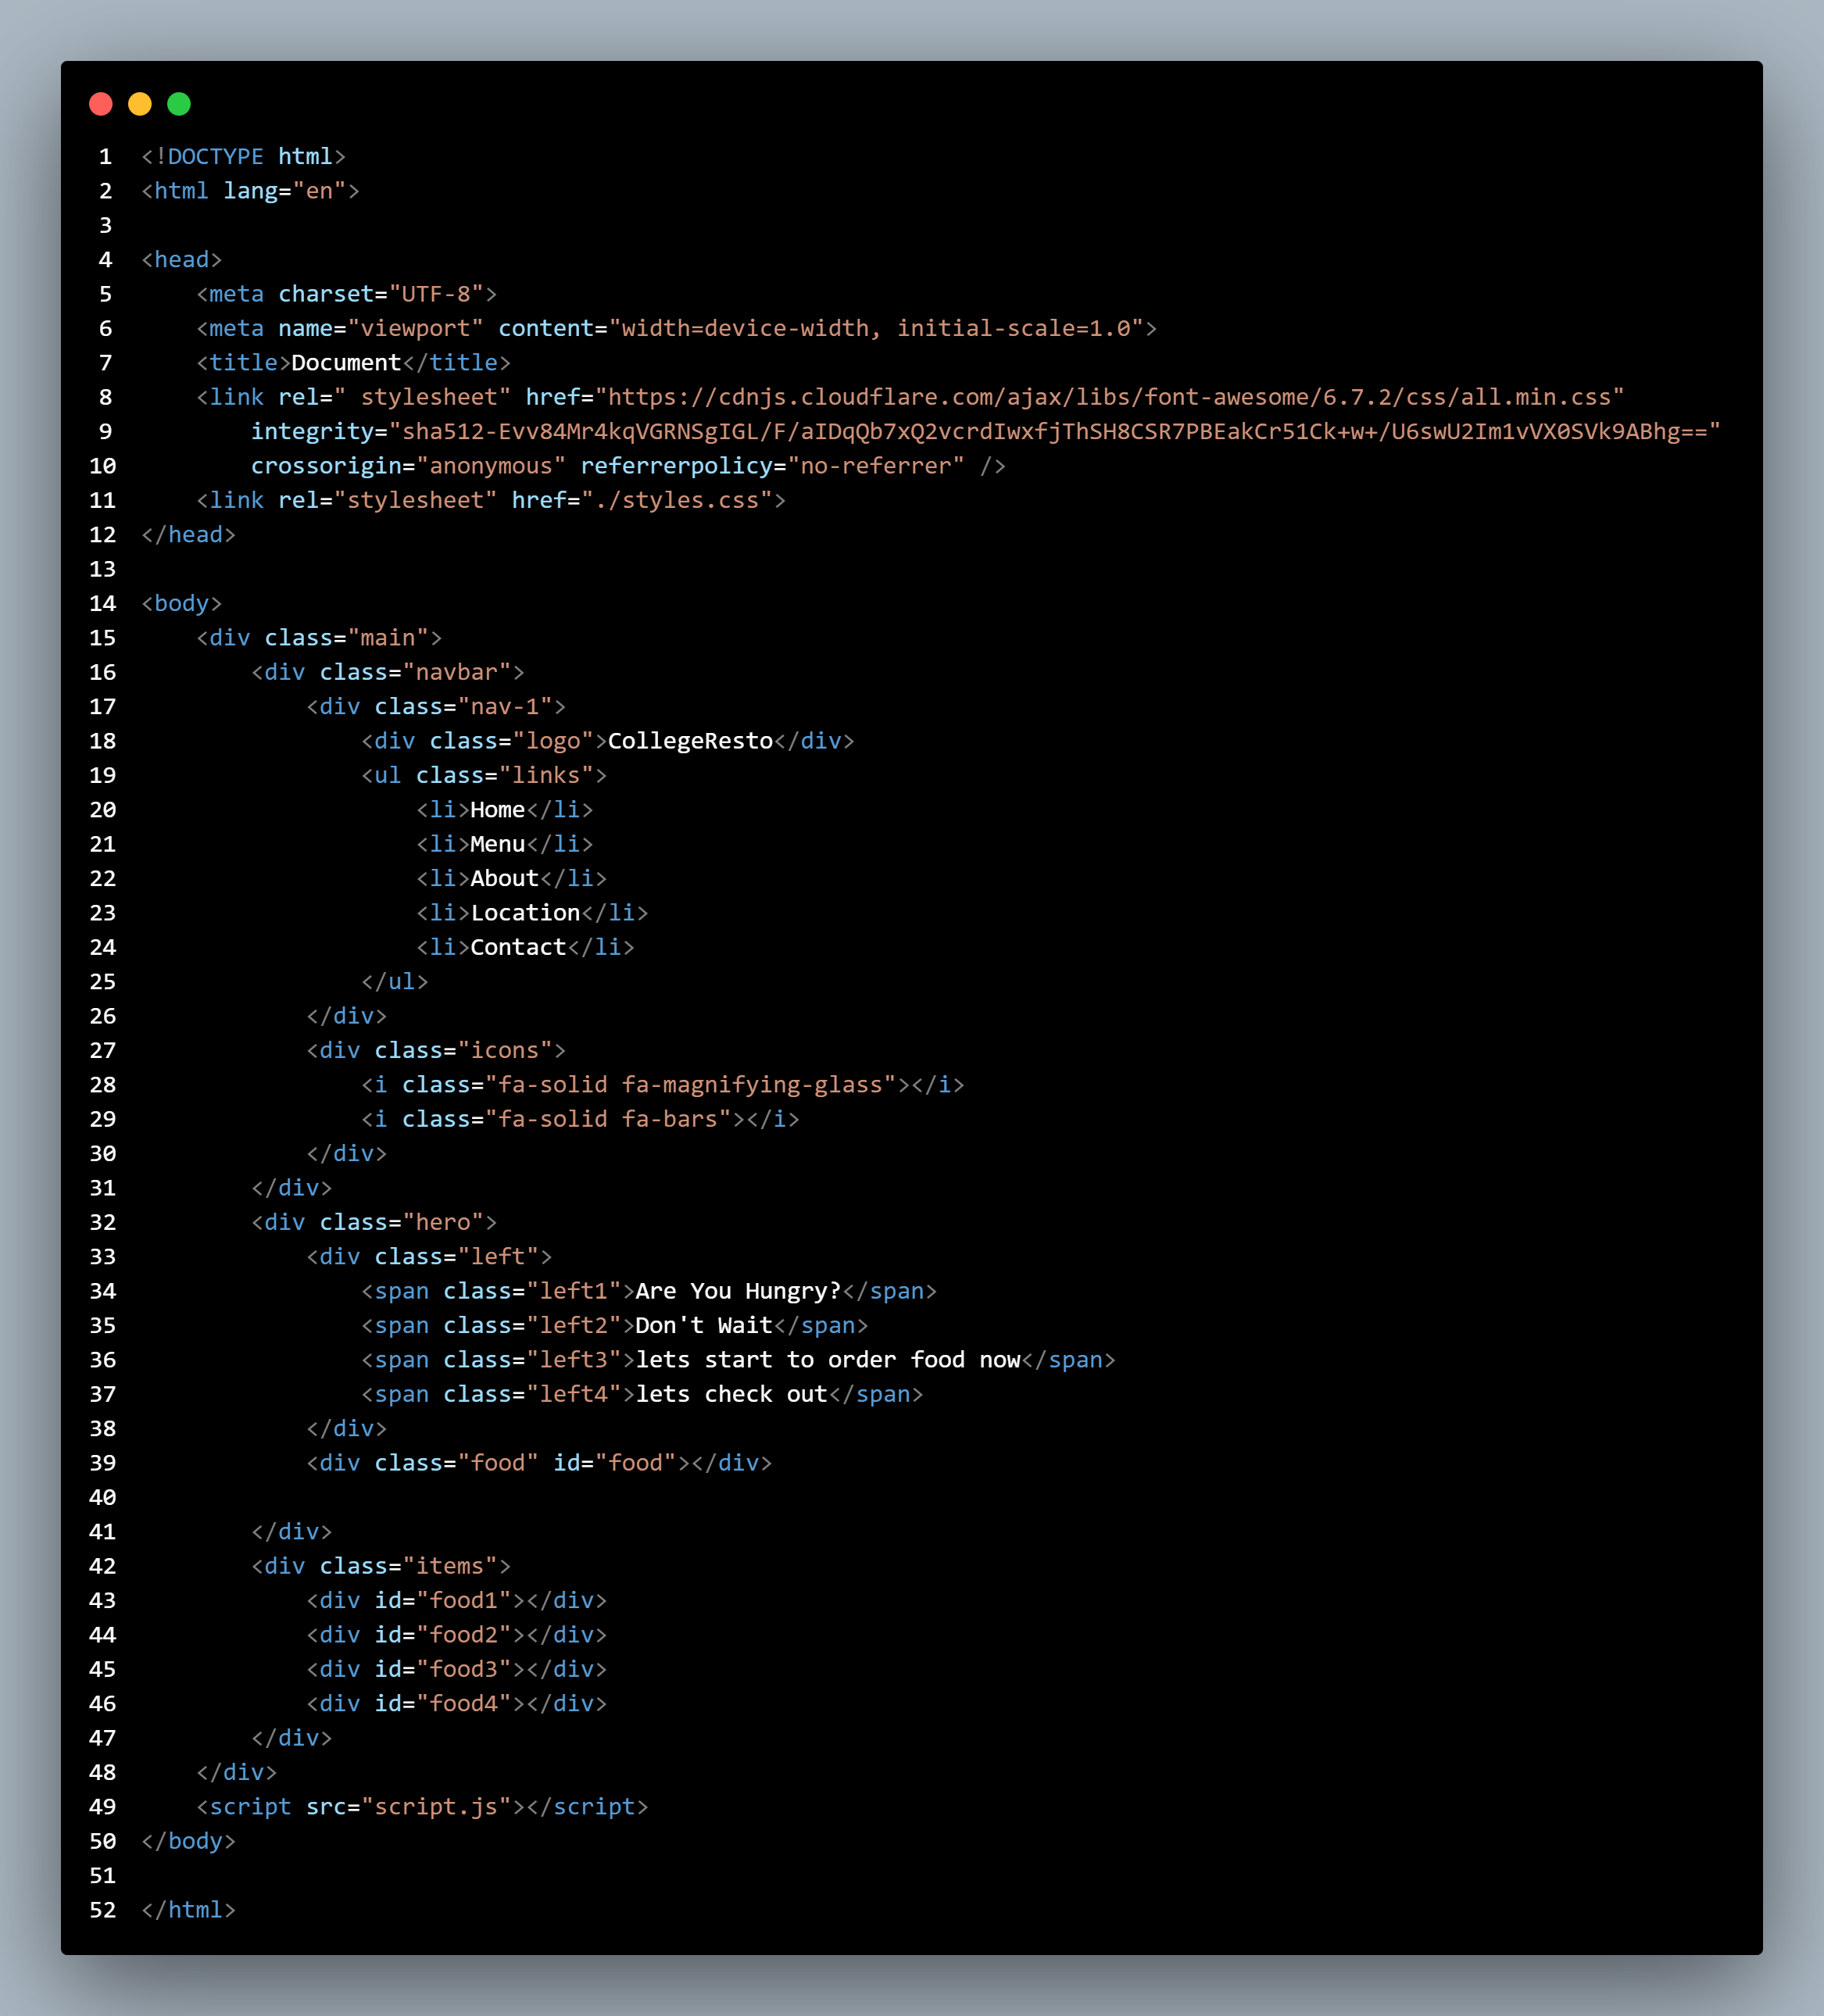 1 <!DOCTYPE html>
2 <html lang="en">
3
4 <head>
5     <meta charset="UTF-8">
6     <meta name="viewport" content="width=device-width, initial-scale=1.0">
7     <title>Document</title>
8     <link rel=" stylesheet" href="https://cdnjs.cloudflare.com/ajax/libs/font-awesome/6.7.2/css/all.min.css"
9         integrity="sha512-Evv84Mr4kqVGRNSgIGL/F/aIDqQb7xQ2vcrdIwxfjThSH8CSR7PBEakCr51Ck+w+/U6swU2Im1vVX0SVk9ABhg=="
10         crossorigin="anonymous" referrerpolicy="no-referrer" />
11     <link rel="stylesheet" href="./styles.css">
12 </head>
13
14 <body>
15     <div class="main">
16         <div class="navbar">
17             <div class="nav-1">
18                 <div class="logo">CollegeResto</div>
19                 <ul class="links">
20                     <li>Home</li>
21                     <li>Menu</li>
22                     <li>About</li>
23                     <li>Location</li>
24                     <li>Contact</li>
25                 </ul>
26             </div>
27             <div class="icons">
28                 <i class="fa-solid fa-magnifying-glass"></i>
29                 <i class="fa-solid fa-bars"></i>
30             </div>
31         </div>
32         <div class="hero">
33             <div class="left">
34                 <span class="left1">Are You Hungry?</span>
35                 <span class="left2">Don't Wait</span>
36                 <span class="left3">lets start to order food now</span>
37                 <span class="left4">lets check out</span>
38             </div>
39             <div class="food" id="food"></div>
40
41         </div>
42         <div class="items">
43             <div id="food1"></div>
44             <div id="food2"></div>
45             <div id="food3"></div>
46             <div id="food4"></div>
47         </div>
48     </div>
49     <script src="script.js"></script>
50 </body>
51
52 </html>